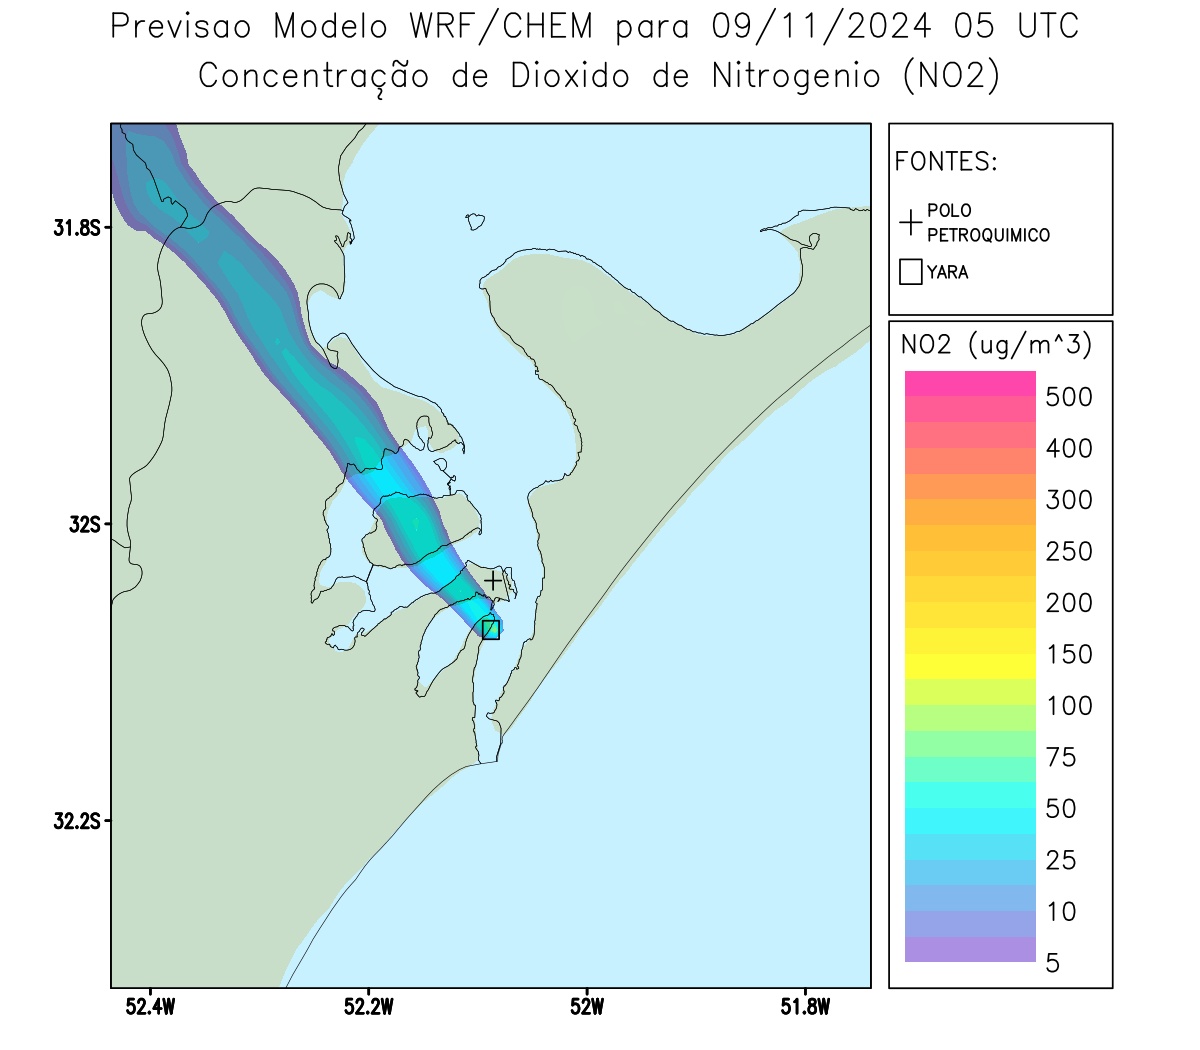 Previsao Modelo WRF/CHEM para 09/11/2024 05 UTC
Concentração de Dioxido de Nitrogenio (NO2)
FONTES:
POLO
PETROQUIMICO
YARA
NO2 (ug/m^3)
500
400
300
250
200
150
100
75
50
25
10
5
31.8S
32S
32.2S
52.4W
52.2W
52W
51.8W